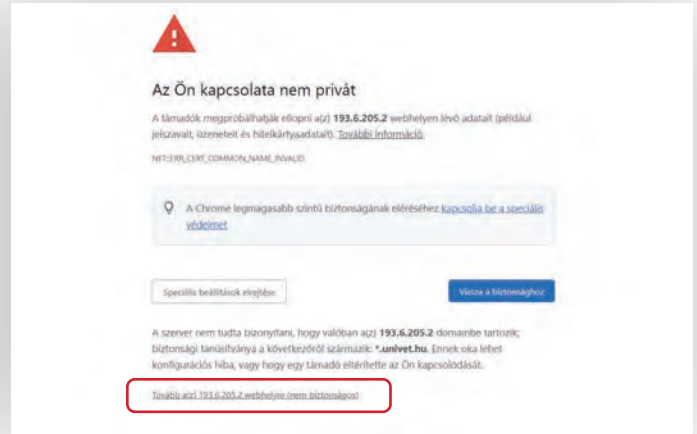 Az Ön kapcsolata nem privát
A támadók megpróbálhatják ellopni a(z) 193.6.205.2 webhelyen lévő adatait (például
jelszavait, üzeneteit és hitelkártyaadatait). További információ
NET::ERR_CERT_COMMON_NAME_INVALID
A Chrome legmagasabb szintű biztonságának eléréséhez kapcsolja be a speciális
védelmet
Speciális beállítások elrejtése
Vissza a biztonsághoz
A szerver nem tudta bizonyítani, hogy valóban a(z) 193.6.205.2 domainbe tartozik;
biztonsági tanúsítványa a következőről származik: *.univet.hu. Ennek oka lehet
konfigurációs hiba, vagy hogy egy támadó eltérítette az Ön kapcsolódását.
Tovább a(z) 193.6.205.2 webhelyre (nem biztonságos)